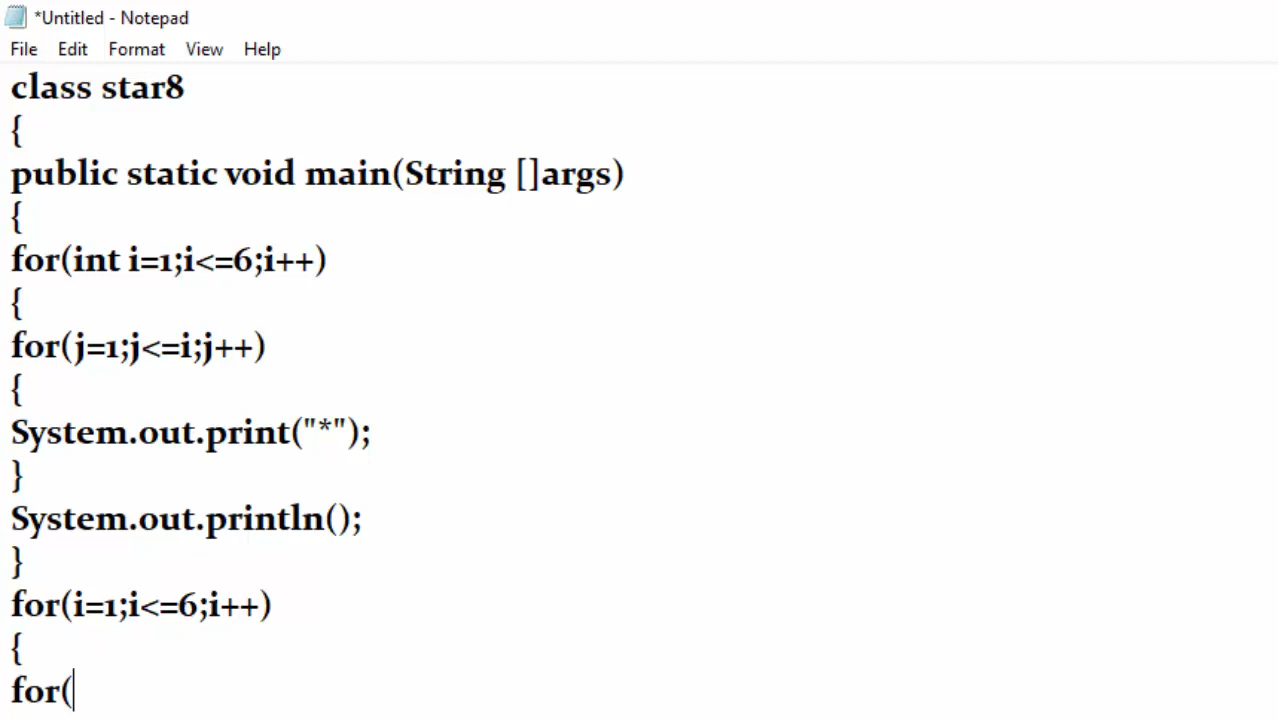 *Untitled - Notepad
File Edit Format View Help
class star8
{
public static void main(String []args)
{
for(int i=1;i<=6;i++)
{
for(j=1;j<=i;j++)
{
System.out.print("*");
}
System.out.println();
}
for(i=1;i<=6;i++)
{
for(